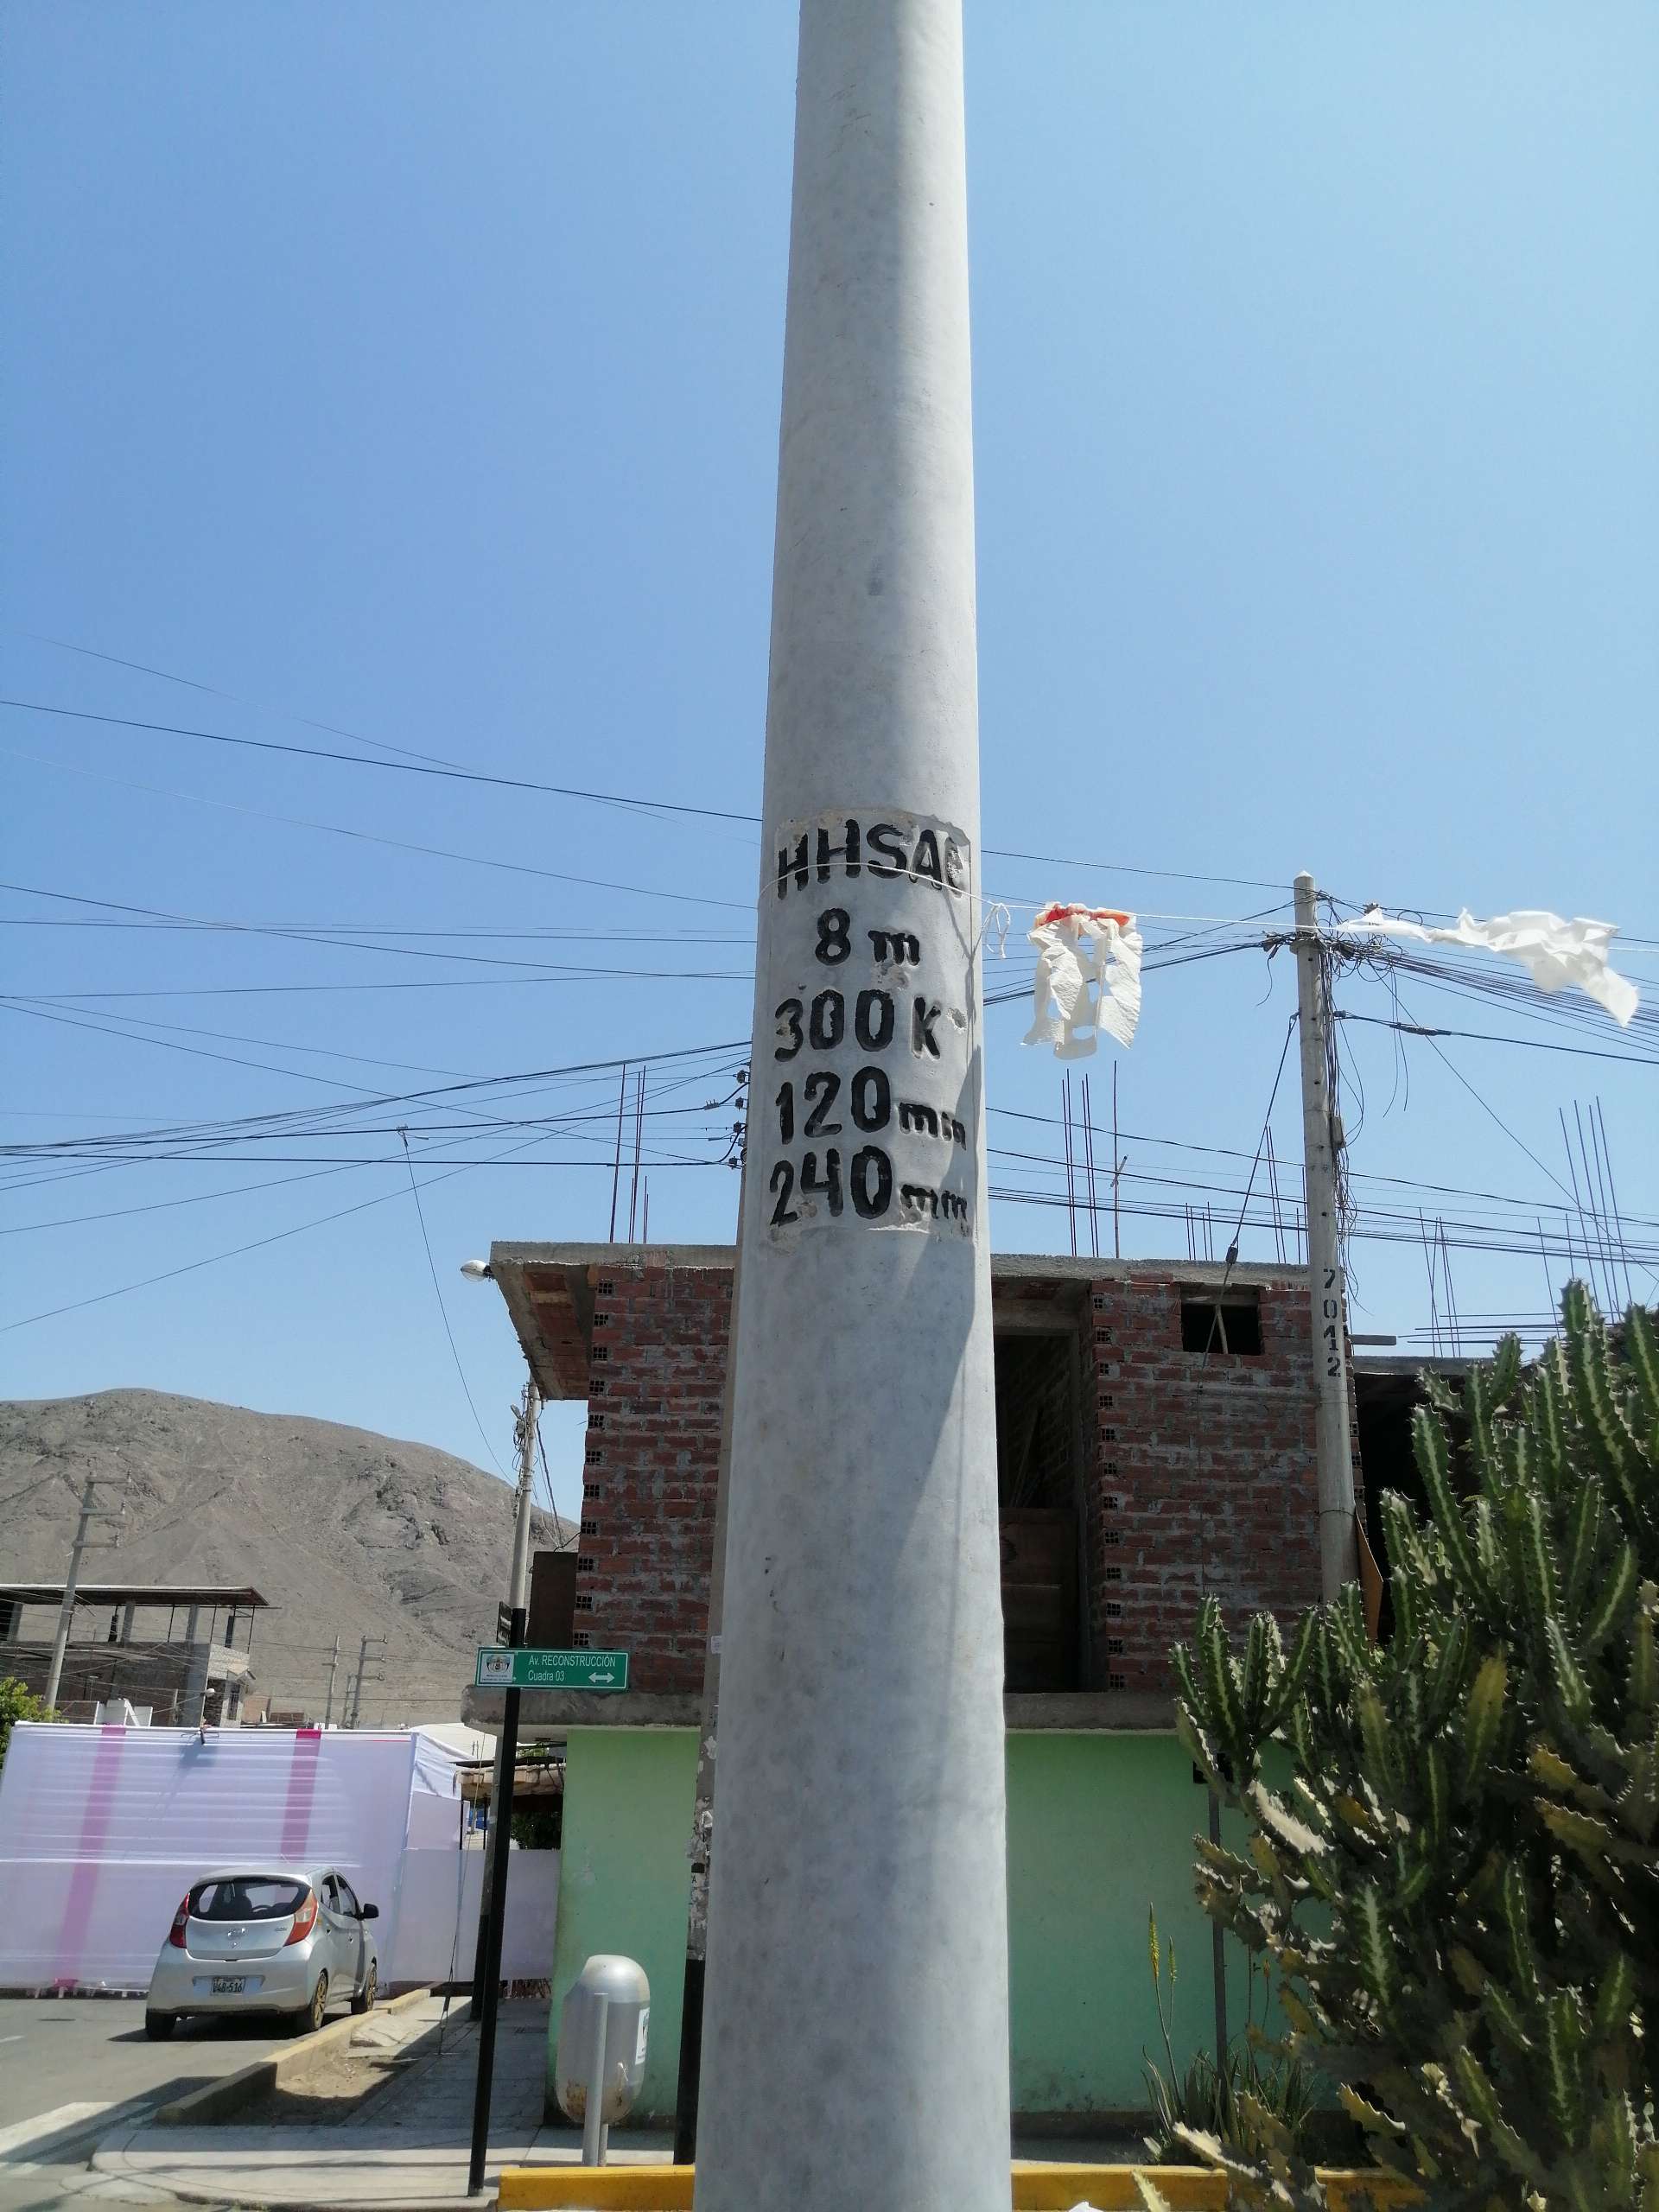 HHSAC
8 m
300 K
120 mm
240 mm
7012
Av. RECONSTRUCCIÓN
Cuadra 03